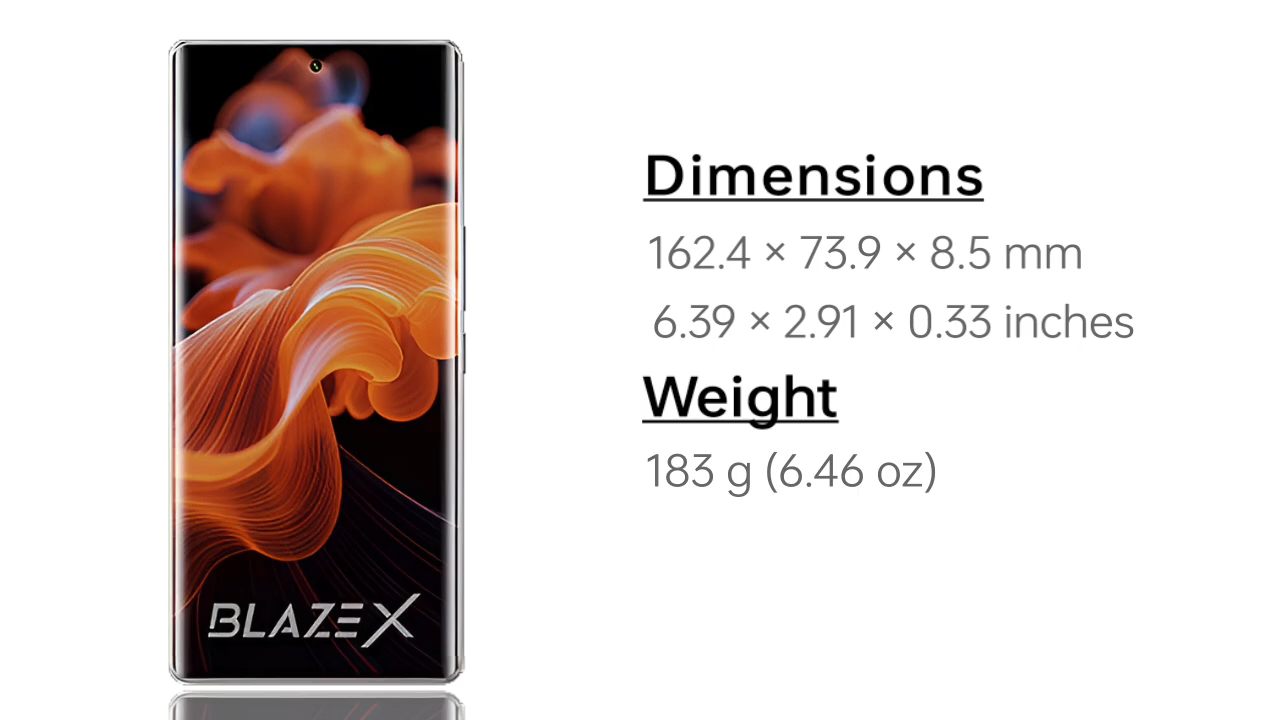 Dimensions
162.4 × 73.9 × 8.5 mm
6.39 × 2.91 × 0.33 inches
Weight
183 g (6.46 oz)
BLAZE X